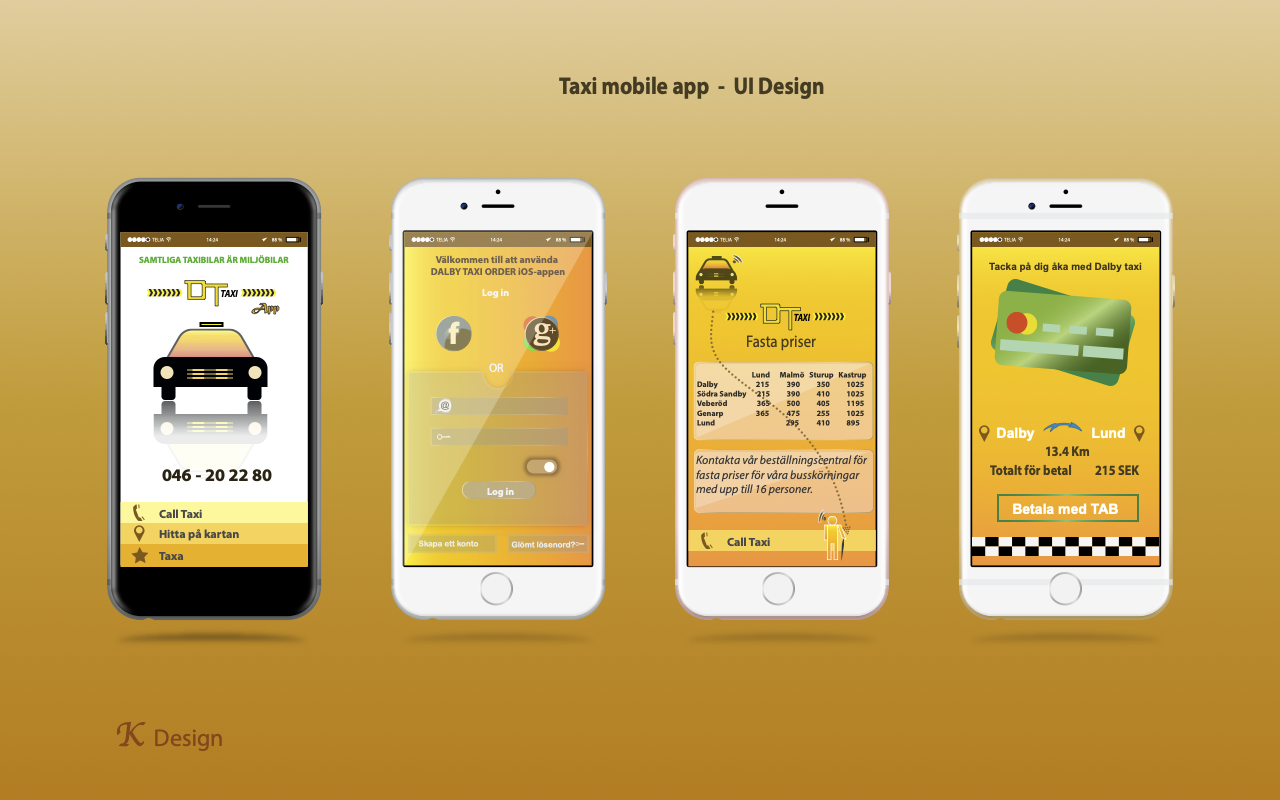 Taxi mobile app - UI Design
TELIA 14:24 88 %
SAMTLIGA TAXIBILAR ÄR MILJÖBILAR
DT TAXI
App
046 - 20 22 80
Call Taxi
Hitta på kartan
Taxa
TELIA 14:24 88 %
Välkommen till att använda
DALBY TAXI ORDER iOS-appen
Log in
f g+
OR
@
Log in
Skapa ett konto Glömt lösenord?
TELIA 14:24 88 %
DT TAXI
Fasta priser
Lund Malmö Sturup Kastrup
Dalby 215 390 350 1025
Södra Sandby 215 390 410 1025
Veberöd 365 500 405 1195
Genarp 365 475 255 1025
Lund 295 410 895
Kontakta vår beställningscentral för
fasta priser för våra busskörningar
med upp till 16 personer.
Call Taxi
TELIA 14:24 88 %
Tacka på dig åka med Dalby taxi
Dalby Lund
13.4 Km
Totalt för betal 215 SEK
Betala med TAB
K Design